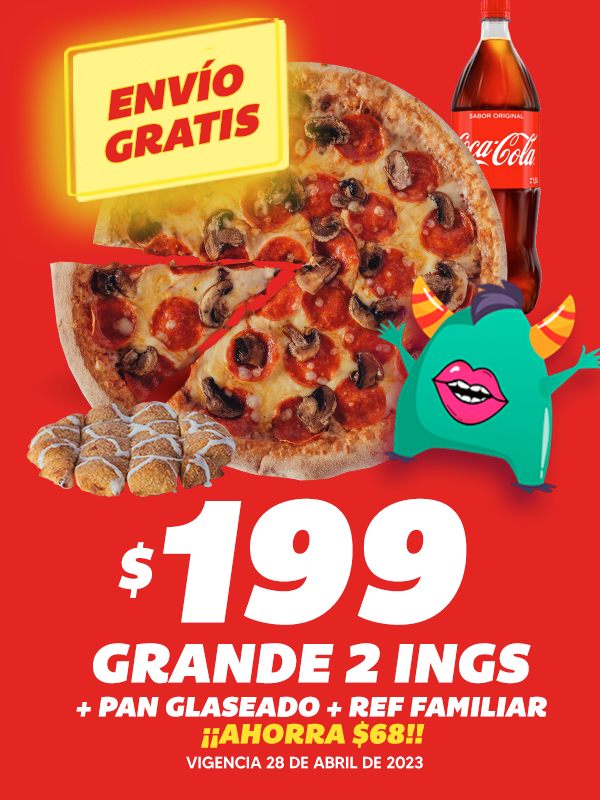 ENVÍO
GRATIS
SABOR ORIGINAL
Coca-Cola
$199
GRANDE 2 INGS
+ PAN GLASEADO + REF FAMILIAR
¡¡AHORRA $68!!
VIGENCIA 28 DE ABRIL DE 2023